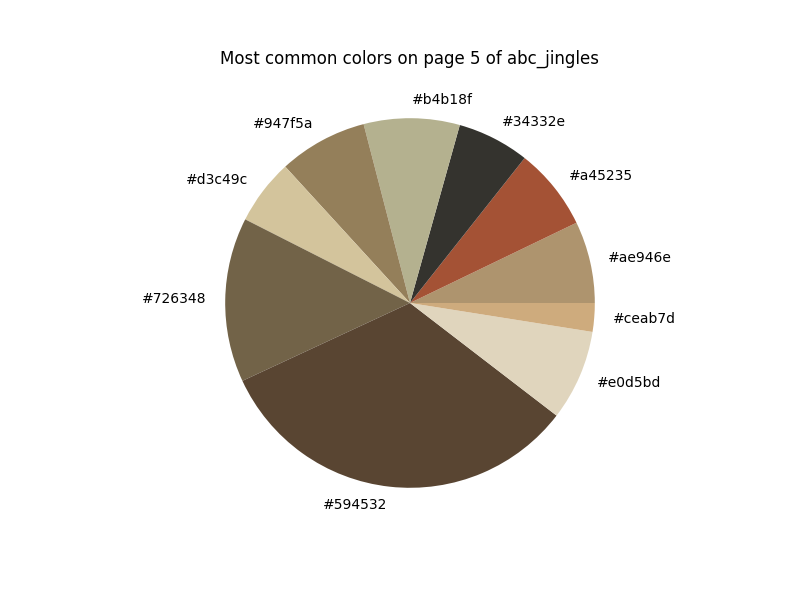 Most common colors on page 5 of abc_jingles
#b4b18f
#34332e
#947f5a
#a45235
#d3c49c
#ae946e
#726348
#ceab7d
#e0d5bd
#594532